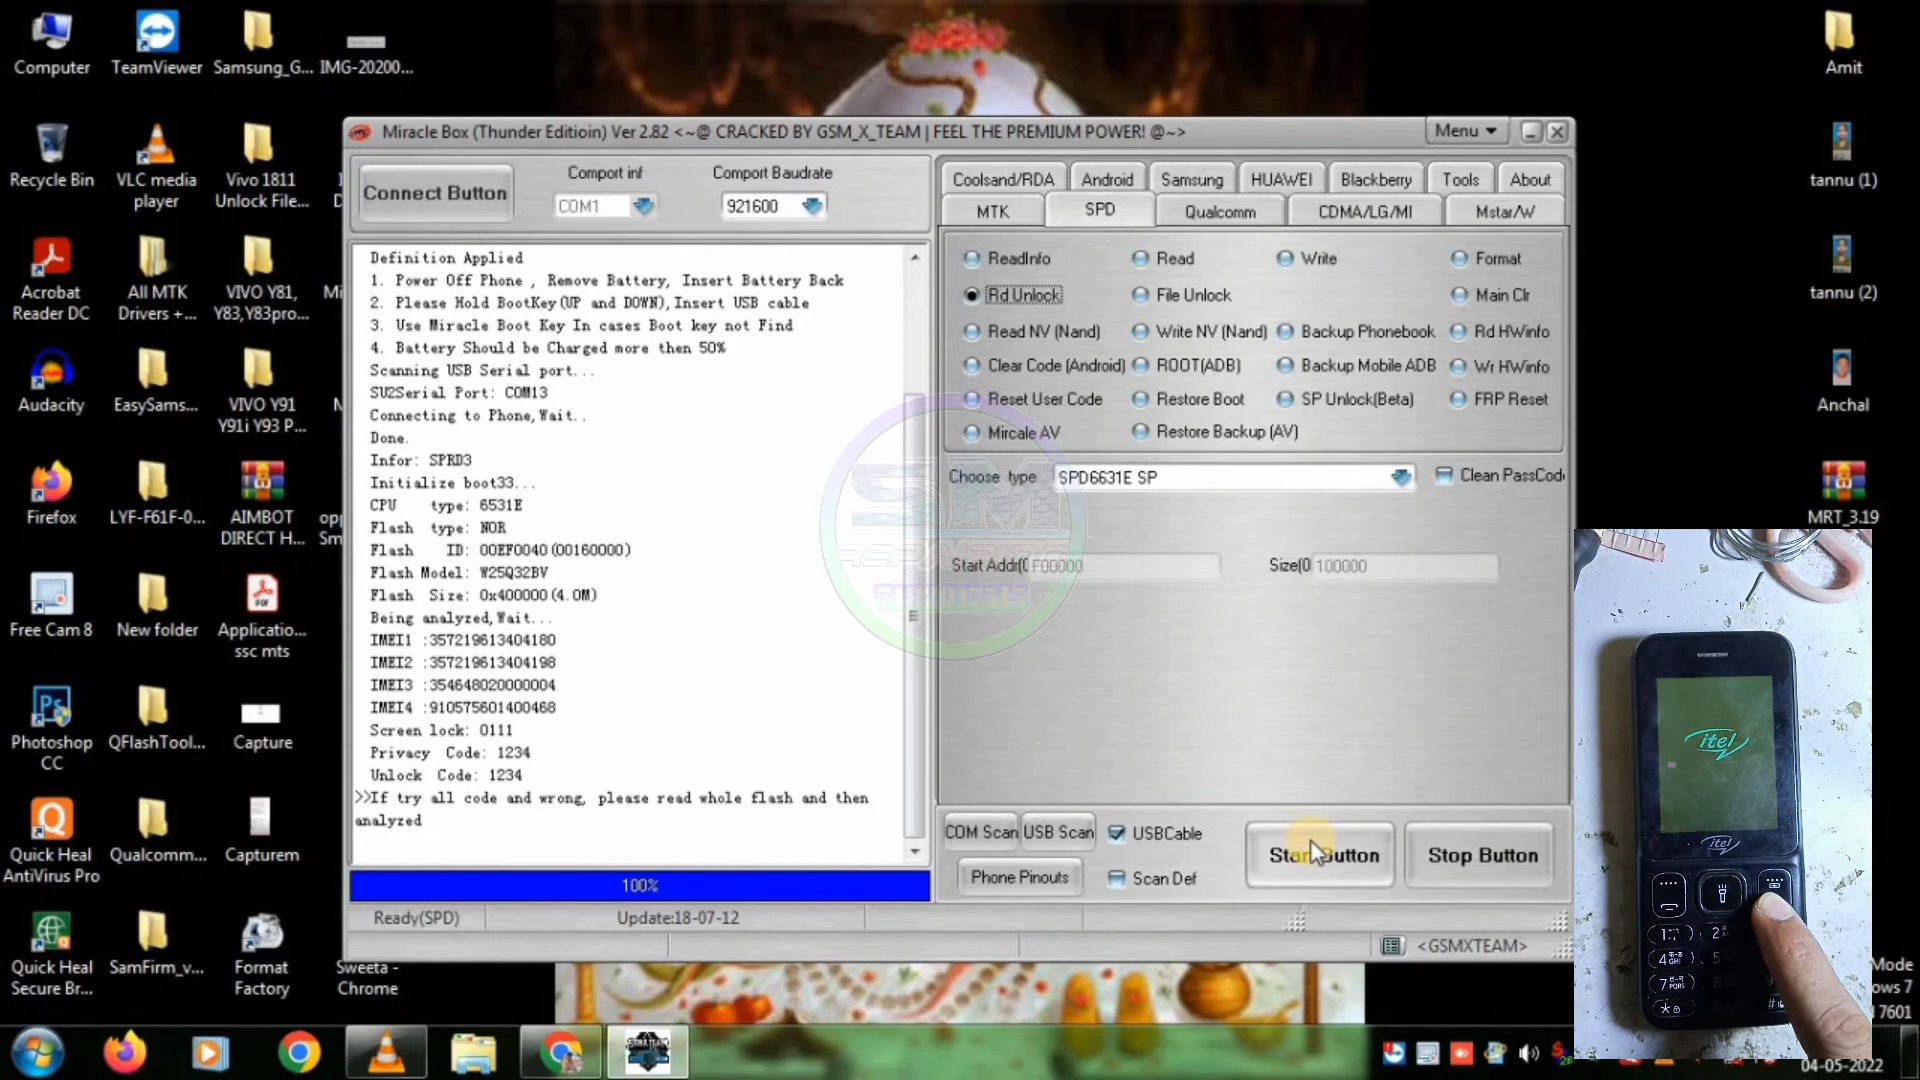 Computer
TeamViewer
Samsung_G...
IMG-20200...
Recycle Bin
VLC media player
Vivo 1811 Unlock File...
Acrobat Reader DC
All MTK Drivers +...
VIVO Y81, Y83,Y83pro...
Audacity
EasySams...
VIVO Y91 Y91i Y93 P...
Firefox
LYF-F61F-0...
AIMBOT DIRECT H...
Free Cam 8
New folder
Applicatio... ssc mts
Photoshop CC
QFlashTool...
Capture
Quick Heal AntiVirus Pro
Qualcomm...
Capturem
Quick Heal Secure Br...
SamFirm_v...
Format Factory
Sweeta - Chrome
Miracle Box (Thunder Editioin) Ver 2.82 <~@ CRACKED BY GSM_X_TEAM | FEEL THE PREMIUM POWER! @~>
Menu
Connect Button
Comport inf
COM1
Comport Baudrate
921600
Definition Applied
1. Power Off Phone , Remove Battery, Insert Battery Back
2. Please Hold BootKey(UP and DOWN),Insert USB cable
3. Use Miracle Boot Key In cases Boot key not Find
4. Battery Should be Charged more then 50%
Scanning USB Serial port...
SU2Serial Port: COM13
Connecting to Phone,Wait..
Done.
Infor: SPRD3
Initialize boot33...
CPU type: 6531E
Flash type: NOR
Flash ID: 00EF0040(00160000)
Flash Model: W25Q32BV
Flash Size: 0x400000(4.0M)
Being analyzed,Wait...
IMEI1 :357219613404180
IMEI2 :357219613404198
IMEI3 :354648020000004
IMEI4 :910575601400468
Screen lock: 0111
Privacy Code: 1234
Unlock Code: 1234
>>If try all code and wrong, please read whole flash and then
analyzed
100%
Ready(SPD)
Update:18-07-12
Coolsand/RDA Android Samsung HUAWEI Blackberry Tools About
MTK SPD Qualcomm CDMA/LG/MI Mstar/W
ReadInfo Read Write Format
Rd Unlock File Unlock Main Clr
Read NV (Nand) Write NV (Nand) Backup Phonebook Rd HWinfo
Clear Code (Android) ROOT(ADB) Backup Mobile ADB Wr HWinfo
Reset User Code Restore Boot SP Unlock(Beta) FRP Reset
Mircale AV Restore Backup (AV)
Choose type SPD6631E SP Clean PassCod
Start Addr( F00000 Size(0 100000
COM Scan USB Scan USBCable
Start Button Stop Button
Phone Pinouts Scan Def
<GSMXTEAM>
Amit
tannu (1)
tannu (2)
Anchal
MRT_3.19
itel
itel
Mode
ows 7
17601
04-05-2022